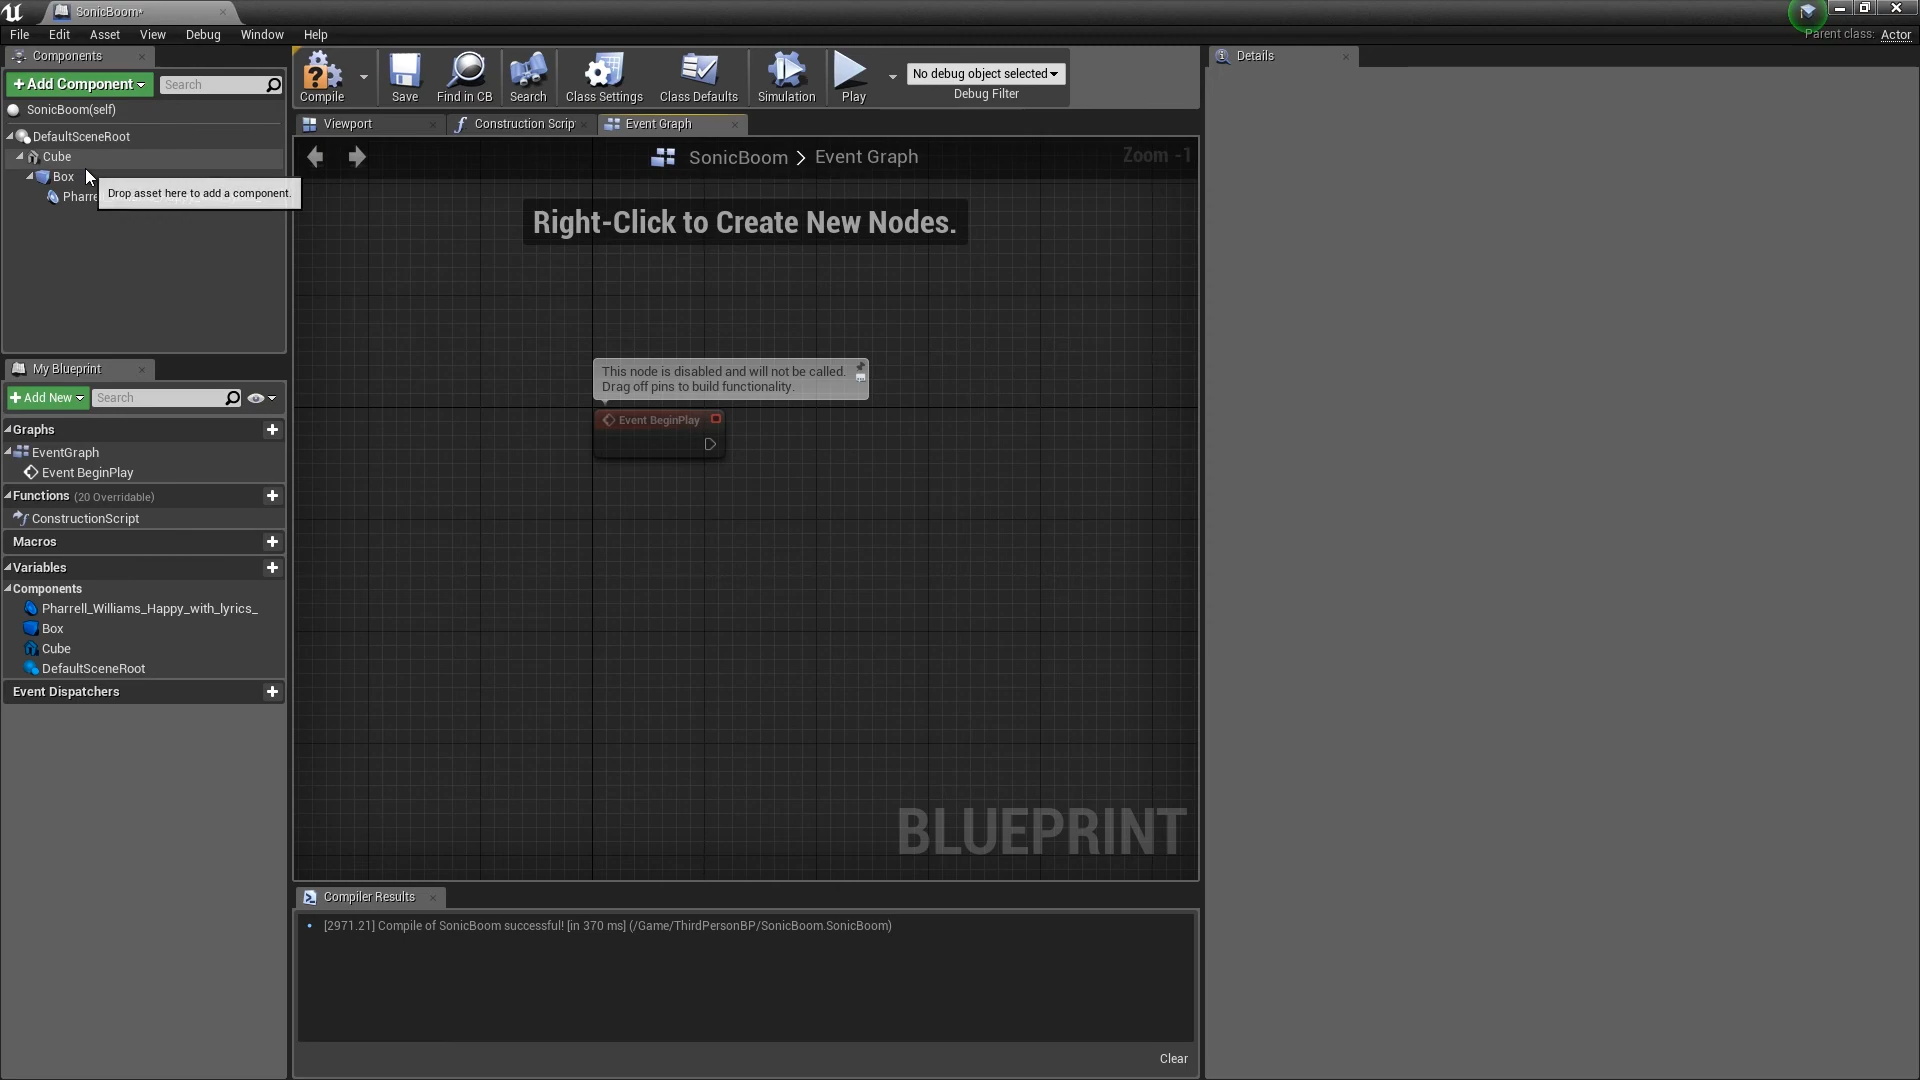 SonicBoom*
File Edit Asset View Debug Window Help
Parent class: Actor
Components
+Add Component
Search
SonicBoom(self)
DefaultSceneRoot
Cube
Box
Drop asset here to add a component.
Compile
Save
Find in CB
Search
Class Settings
Class Defaults
Simulation
Play
No debug object selected
Debug Filter
Viewport
Construction Scrip
Event Graph
SonicBoom > Event Graph
Zoom -1
Right-Click to Create New Nodes.
This node is disabled and will not be called.
Drag off pins to build functionality.
Event BeginPlay
BLUEPRINT
My Blueprint
+Add New
Search
Graphs
EventGraph
Event BeginPlay
Functions (20 Overridable)
ConstructionScript
Macros
Variables
Components
Pharrell_Williams_Happy_with_lyrics_
Box
Cube
DefaultSceneRoot
Event Dispatchers
Compiler Results
[2971.21] Compile of SonicBoom successful! [in 370 ms] (/Game/ThirdPersonBP/SonicBoom.SonicBoom)
Clear
Details